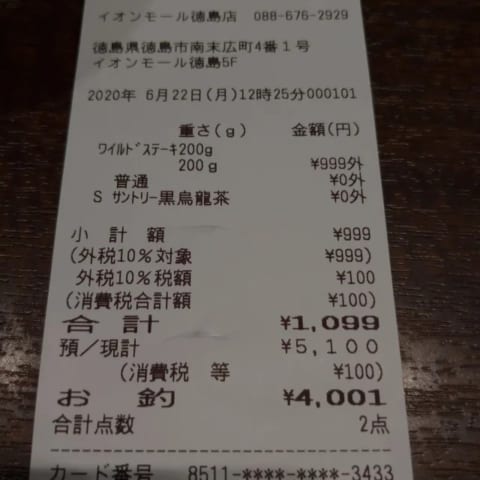 イオンモール徳島店 088-676-2929
徳島県徳島市南末広町4番1号
イオンモール徳島5F
2020年 6月22日(月)12時25分000101
重さ(g) 金額(円)
ワイルドステーキ200g
200g ¥999外
普通 ¥0外
S サントリー黒烏龍茶 ¥0外
小計額 ¥999
(外税10%対象 ¥999)
外税10%税額 ¥100
(消費税合計額 ¥100)
合計 ¥1,099
預/現計 ¥5,100
(消費税 等 ¥100)
お釣 ¥4,001
合計点数 2点
カード番号 8511-****-****-3433